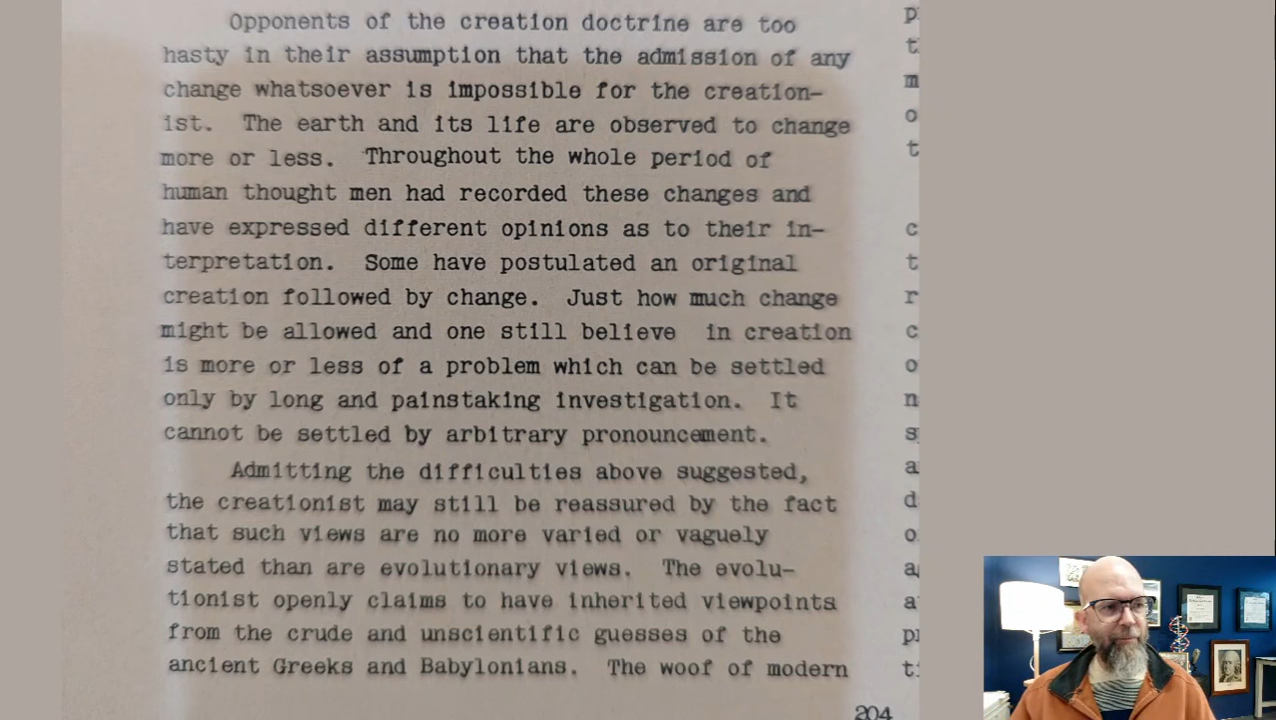 Opponents of the creation doctrine are too
hasty in their assumption that the admission of any
change whatsoever is impossible for the creation-
ist. The earth and its life are observed to change
more or less. Throughout the whole period of
human thought men had recorded these changes and
have expressed different opinions as to their in-
terpretation. Some have postulated an original
creation followed by change. Just how much change
might be allowed and one still believe in creation
is more or less of a problem which can be settled
only by long and painstaking investigation. It
cannot be settled by arbitrary pronouncement.
Admitting the difficulties above suggested,
the creationist may still be reassured by the fact
that such views are no more varied or vaguely
stated than are evolutionary views. The evolu-
tionist openly claims to have inherited viewpoints
from the crude and unscientific guesses of the
ancient Greeks and Babylonians. The woof of modern
204